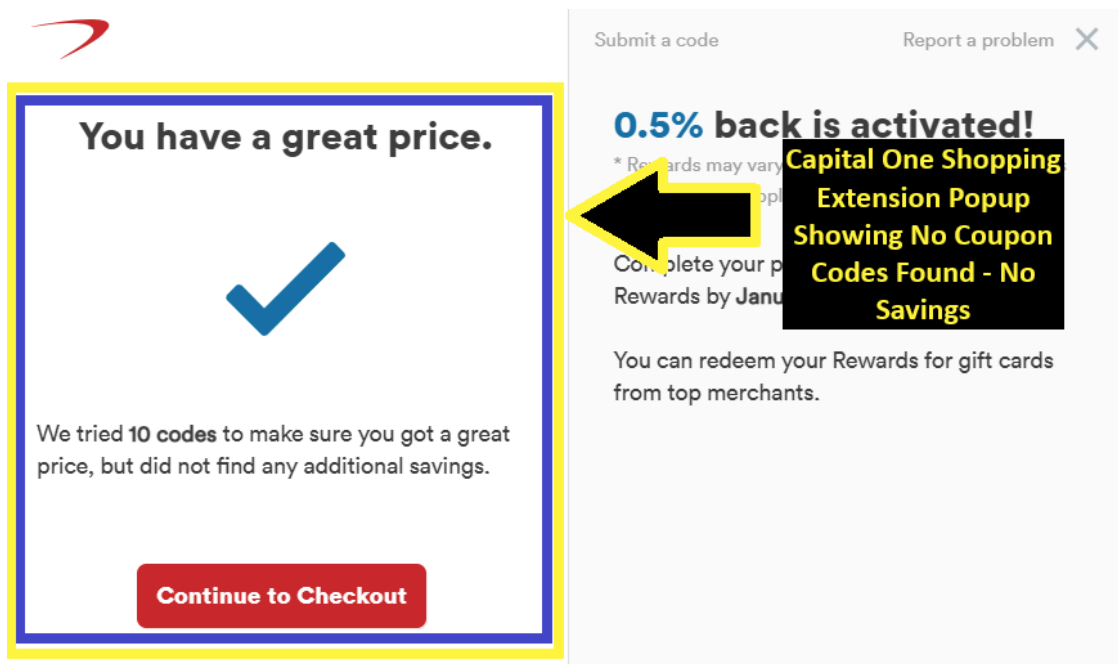 You have a great price.
We tried 10 codes to make sure you got a great
price, but did not find any additional savings.
Continue to Checkout
Submit a code
Report a problem
0.5% back is activated!
* Rewards may vary
Complete your
Rewards by
You can redeem your Rewards for gift cards
from top merchants.
Capital One Shopping
Extension Popup
Showing No Coupon
Codes Found - No
Savings